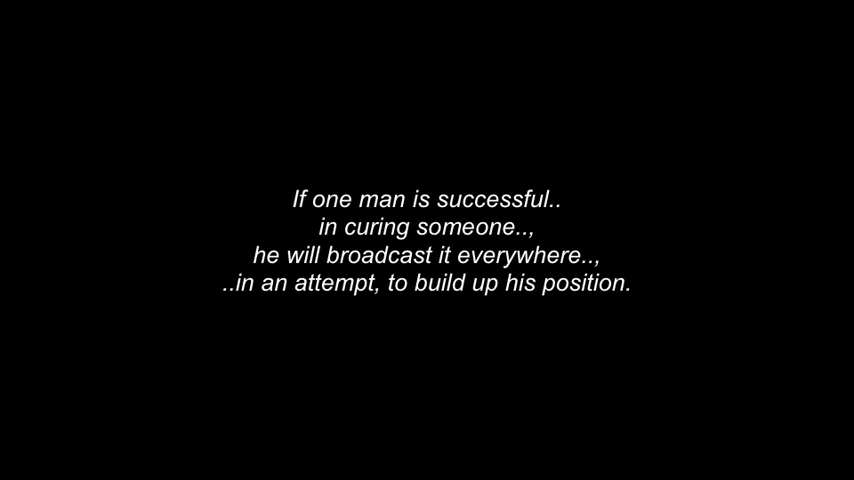 If one man is successful..
in curing someone..,
he will broadcast it everywhere..,
..in an attempt, to build up his position.